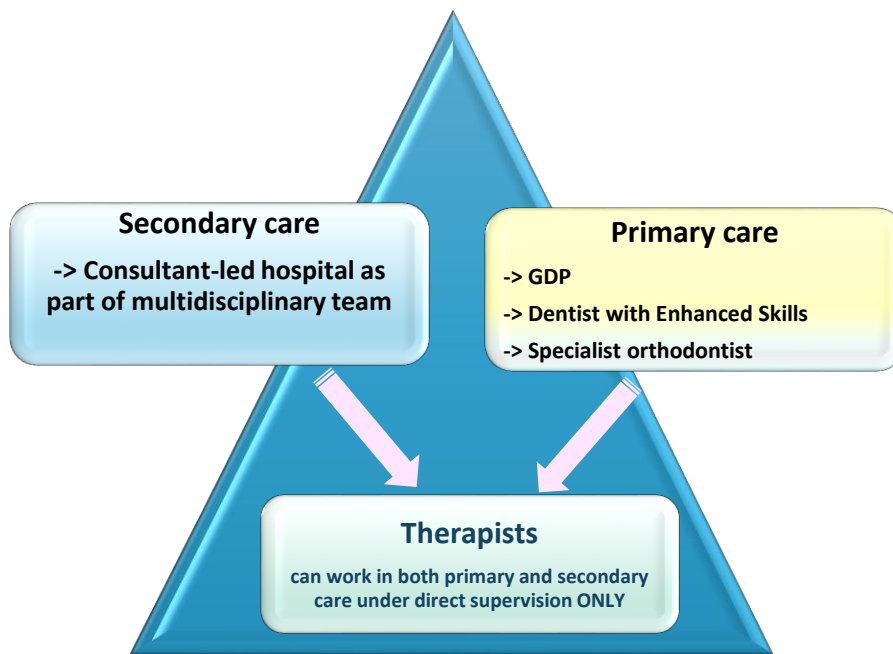 Secondary care
-> Consultant-led hospital as
part of multidisciplinary team
Primary care
-> GDP
-> Dentist with Enhanced Skills
-> Specialist orthodontist
Therapists
can work in both primary and secondary
care under direct supervision ONLY